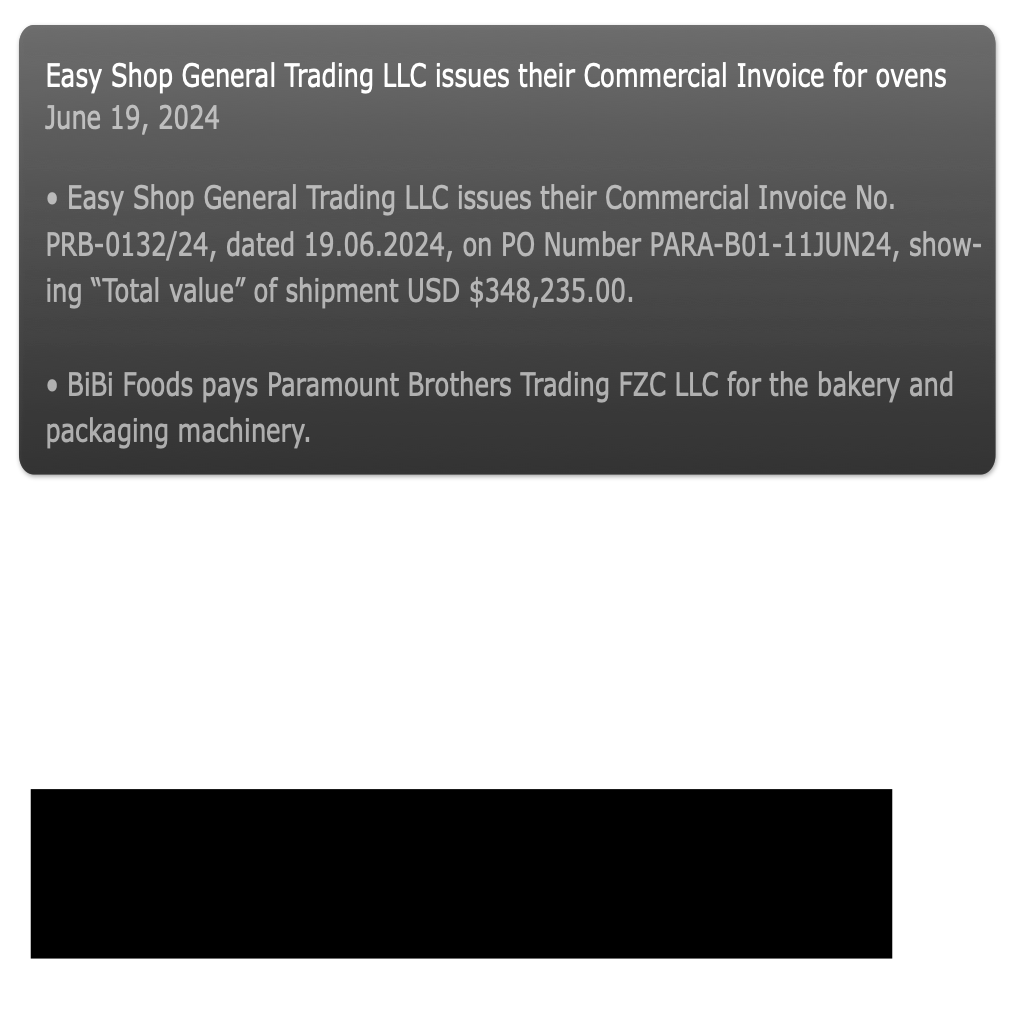 Easy Shop General Trading LLC issues their Commercial Invoice for ovens
June 19, 2024
• Easy Shop General Trading LLC issues their Commercial Invoice No.
PRB-0132/24, dated 19.06.2024, on PO Number PARA-B01-11JUN24, show-
ing “Total value” of shipment USD $348,235.00.
• BiBi Foods pays Paramount Brothers Trading FZC LLC for the bakery and
packaging machinery.